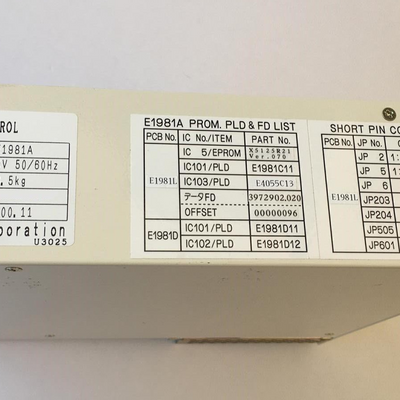 ROL
1981A
V 50/60Hz
.5kg
00.11
poration
U3025
E1981A PROM. PLD & FD LIST
PCB No. IC No./ITEM PART No.
IC 5/EPROM X5125R21 Ver.070
E1981L IC101/PLD E1981C11
IC103/PLD E4055C13
データFD 3972902.020
OFFSET 00000096
E1981D IC101/PLD E1981D11
IC102/PLD E1981D12
SHORT PIN CO
PCB No. JP No.
JP 2 1:
JP 5 1:
E1981L JP 6
JP203
JP204
JP505
JP601